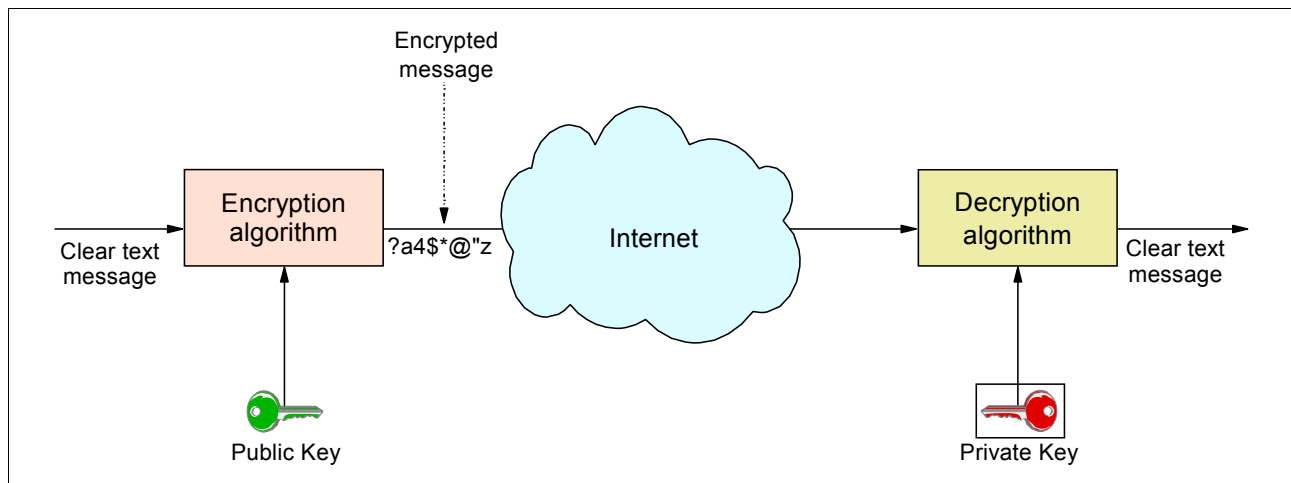 Encrypted
message
Encryption
algorithm
Clear text
message
?a4$*@"z
Internet
Decryption
algorithm
Clear text
message
Public Key
Private Key